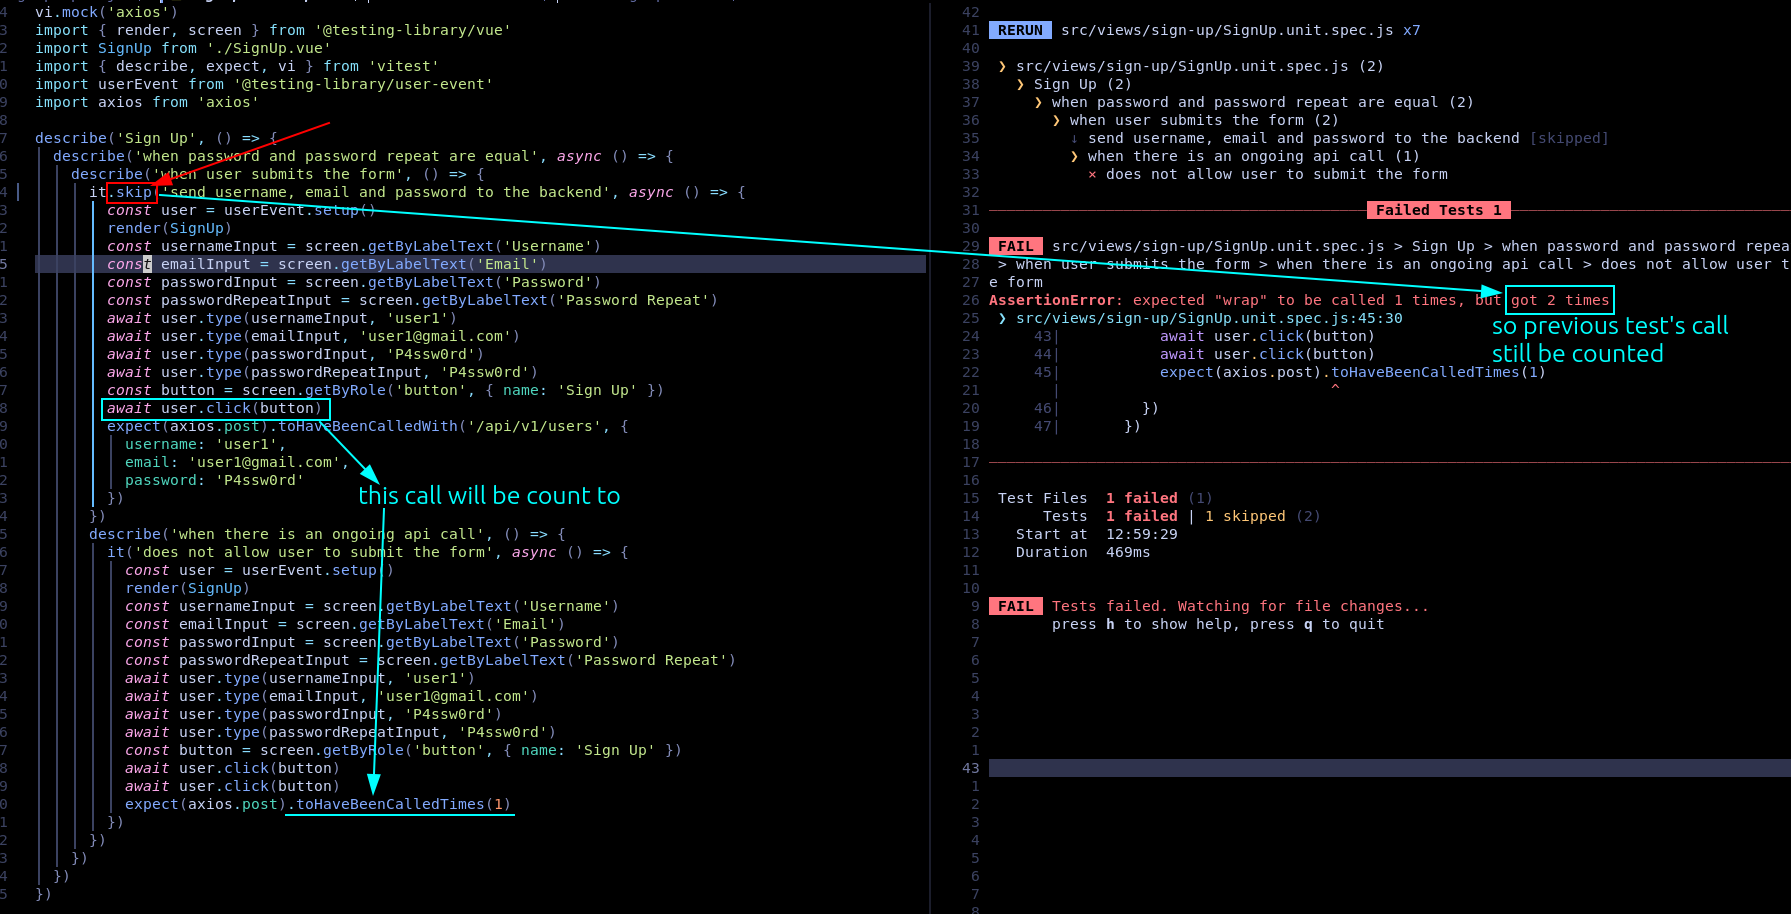 4 vi.mock('axios')
3 import { render, screen } from '@testing-library/vue'
2 import SignUp from './SignUp.vue'
1 import { describe, expect, vi } from 'vitest'
0 import userEvent from '@testing-library/user-event'
9 import axios from 'axios'
8
7 describe('Sign Up', () => {
6 describe('when password and password repeat are equal', async () => {
5 describe('when user submits the form', () => {
4 it.skip('send username, email and password to the backend', async () => {
3 const user = userEvent.setup()
2 render(SignUp)
1 const usernameInput = screen.getByLabelText('Username')
5 const emailInput = screen.getByLabelText('Email')
1 const passwordInput = screen.getByLabelText('Password')
2 const passwordRepeatInput = screen.getByLabelText('Password Repeat')
3 await user.type(usernameInput, 'user1')
4 await user.type(emailInput, 'user1@gmail.com')
5 await user.type(passwordInput, 'P4ssw0rd')
6 await user.type(passwordRepeatInput, 'P4ssw0rd')
7 const button = screen.getByRole('button', { name: 'Sign Up' })
8 await user.click(button)
9 expect(axios.post).toHaveBeenCalledWith('/api/v1/users', {
0 username: 'user1',
1 email: 'user1@gmail.com',
2 password: 'P4ssw0rd'
3 })
this call will be count to
4 })
5 describe('when there is an ongoing api call', () => {
6 it('does not allow user to submit the form', async () => {
7 const user = userEvent.setup()
8 render(SignUp)
9 const usernameInput = screen.getByLabelText('Username')
0 const emailInput = screen.getByLabelText('Email')
1 const passwordInput = screen.getByLabelText('Password')
2 const passwordRepeatInput = screen.getByLabelText('Password Repeat')
3 await user.type(usernameInput, 'user1')
4 await user.type(emailInput, 'user1@gmail.com')
5 await user.type(passwordInput, 'P4ssw0rd')
6 await user.type(passwordRepeatInput, 'P4ssw0rd')
7 const button = screen.getByRole('button', { name: 'Sign Up' })
8 await user.click(button)
9 await user.click(button)
0 expect(axios.post).toHaveBeenCalledTimes(1)
1 })
2 })
3 })
4 })
5 })
42
41 RERUN src/views/sign-up/SignUp.unit.spec.js x7
40
39 ❯ src/views/sign-up/SignUp.unit.spec.js (2)
38 ❯ Sign Up (2)
37 ❯ when password and password repeat are equal (2)
36 ❯ when user submits the form (2)
35 ↓ send username, email and password to the backend [skipped]
34 ❯ when there is an ongoing api call (1)
33 × does not allow user to submit the form
32
31 Failed Tests 1
30
29 FAIL src/views/sign-up/SignUp.unit.spec.js > Sign Up > when password and password repea
28 > when user submits the form > when there is an ongoing api call > does not allow user t
27 e form
26 AssertionError: expected "wrap" to be called 1 times, but got 2 times
25 ❯ src/views/sign-up/SignUp.unit.spec.js:45:30
so previous test's call
still be counted
24 43| await user.click(button)
23 44| await user.click(button)
22 45| expect(axios.post).toHaveBeenCalledTimes(1)
21 | ^
20 46| })
19 47| })
18
17
16
15 Test Files 1 failed (1)
14 Tests 1 failed | 1 skipped (2)
13 Start at 12:59:29
12 Duration 469ms
11
10
9 FAIL Tests failed. Watching for file changes...
8 press h to show help, press q to quit
7
6
5
4
3
2
1
43
1
2
3
4
5
6
7
8